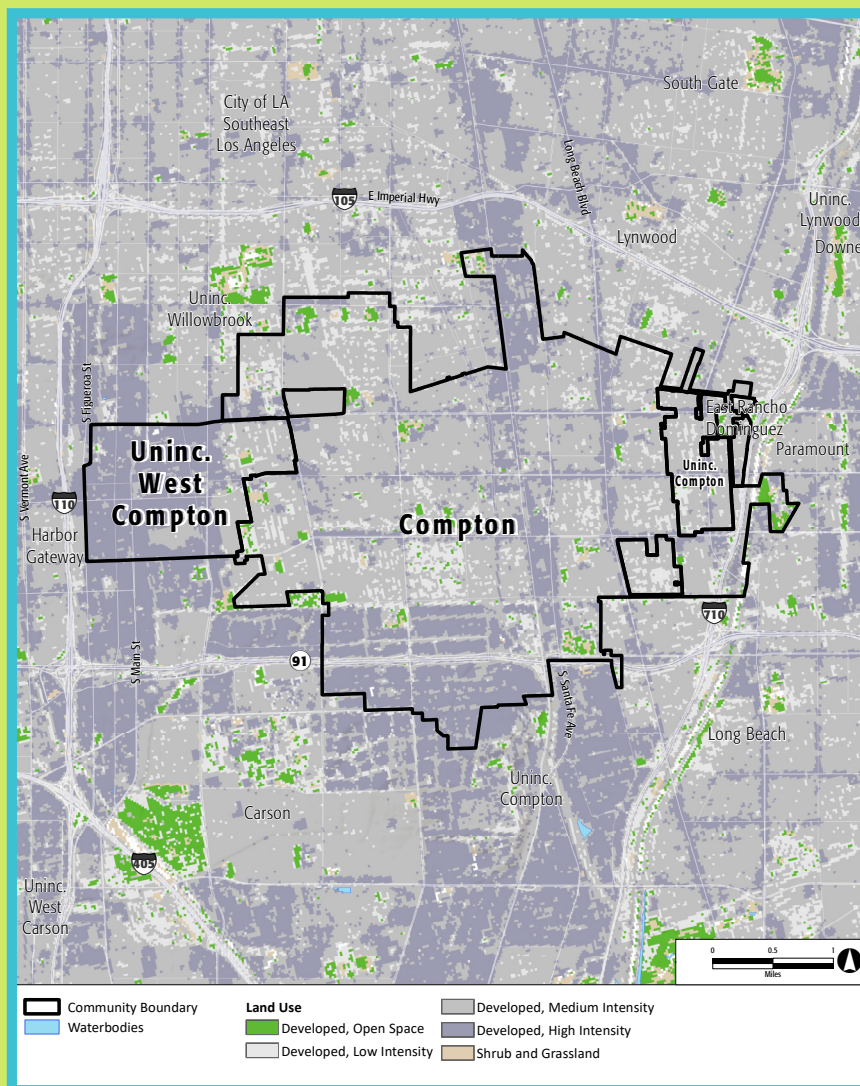 South Gate
City of LA
Southeast
Los Angeles
Long Beach Blvd
105
E Imperial Hwy
Uninc.
Lynwood
Lynwood
Downe
Uninc.
Willowbrook
S Figueroa St
East Rancho
Dominguez
Paramount
Uninc.
West
Compton
Uninc.
Compton
S Vermont Ave
110
Compton
Harbor
Gateway
710
S Main St
91
S Santa Fe Ave
Long Beach
Uninc.
Compton
Carson
405
Uninc.
West
Carson
0 0.5 1
Miles
Community Boundary
Waterbodies
Land Use
Developed, Open Space
Developed, Low Intensity
Developed, Medium Intensity
Developed, High Intensity
Shrub and Grassland